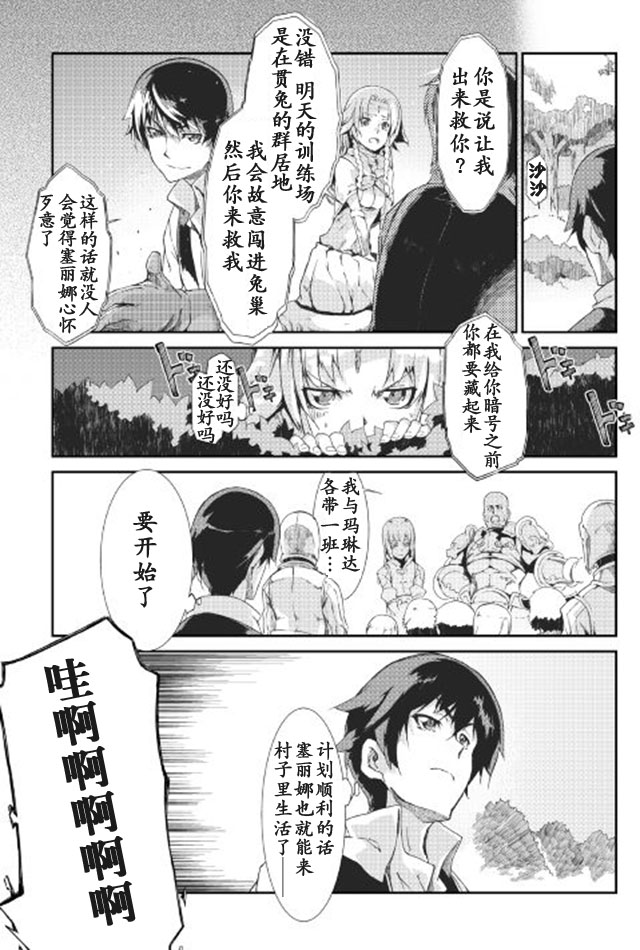 沙沙
你是说让我
出来救你？
没错 明天的训练场
是在贯兔的群居地
我会故意闯进兔巢
然后你来救我
这样的话就没人
会觉得塞丽娜心怀
歹意了
在我给你暗号之前
你都要藏起来
ドキ
还没好吗
还没好吗
ドキ
我与玛琳达
各带一班…
要开始了
计划顺利的话
塞丽娜也就能来
村子里生活了——
哇啊啊啊啊啊